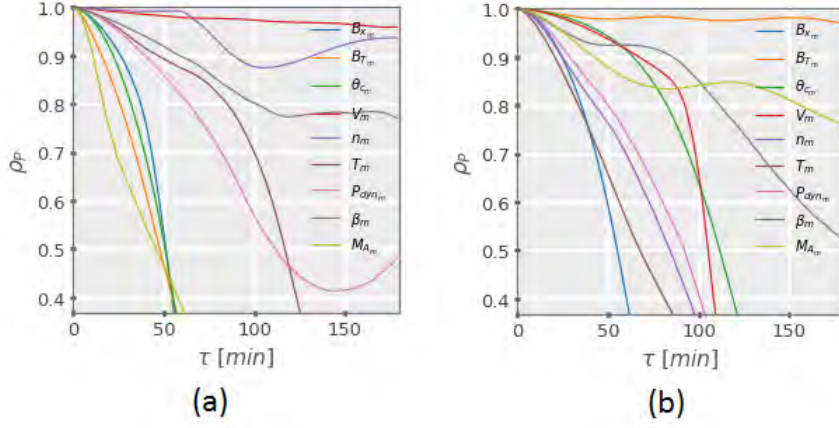 1.0
0.9
0.8
0.7
0.6
0.5
0.4
ρP
0
50
100
150
τ [min]
Bxm
BTm
θcm
Vm
nm
Tm
Pdynm
βm
MAm
(a)
1.0
0.9
0.8
0.7
0.6
0.5
0.4
ρP
0
50
100
150
τ [min]
Bxm
BTm
θcm
Vm
nm
Tm
Pdynm
βm
MAm
(b)